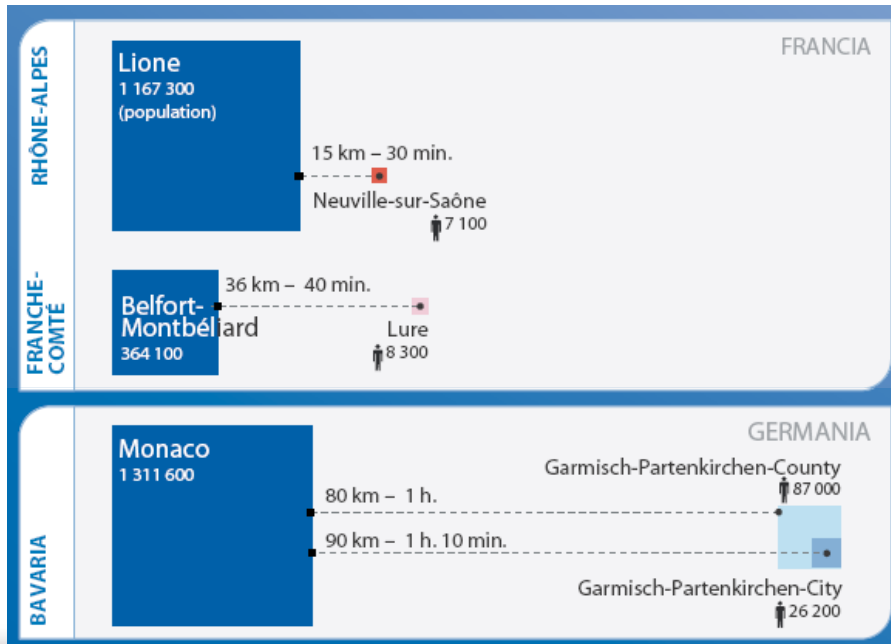 FRANCIA
RHÔNE-ALPES
Lione
1 167 300
(population)
15 km – 30 min.
Neuville-sur-Saône
7 100
FRANCHE-
COMTÉ
Belfort-
Montbéliard
364 100
36 km – 40 min.
Lure
8 300
GERMANIA
BAVARIA
Monaco
1 311 600
Garmisch-Partenkirchen-County
87 000
80 km – 1 h.
90 km – 1 h. 10 min.
Garmisch-Partenkirchen-City
26 200